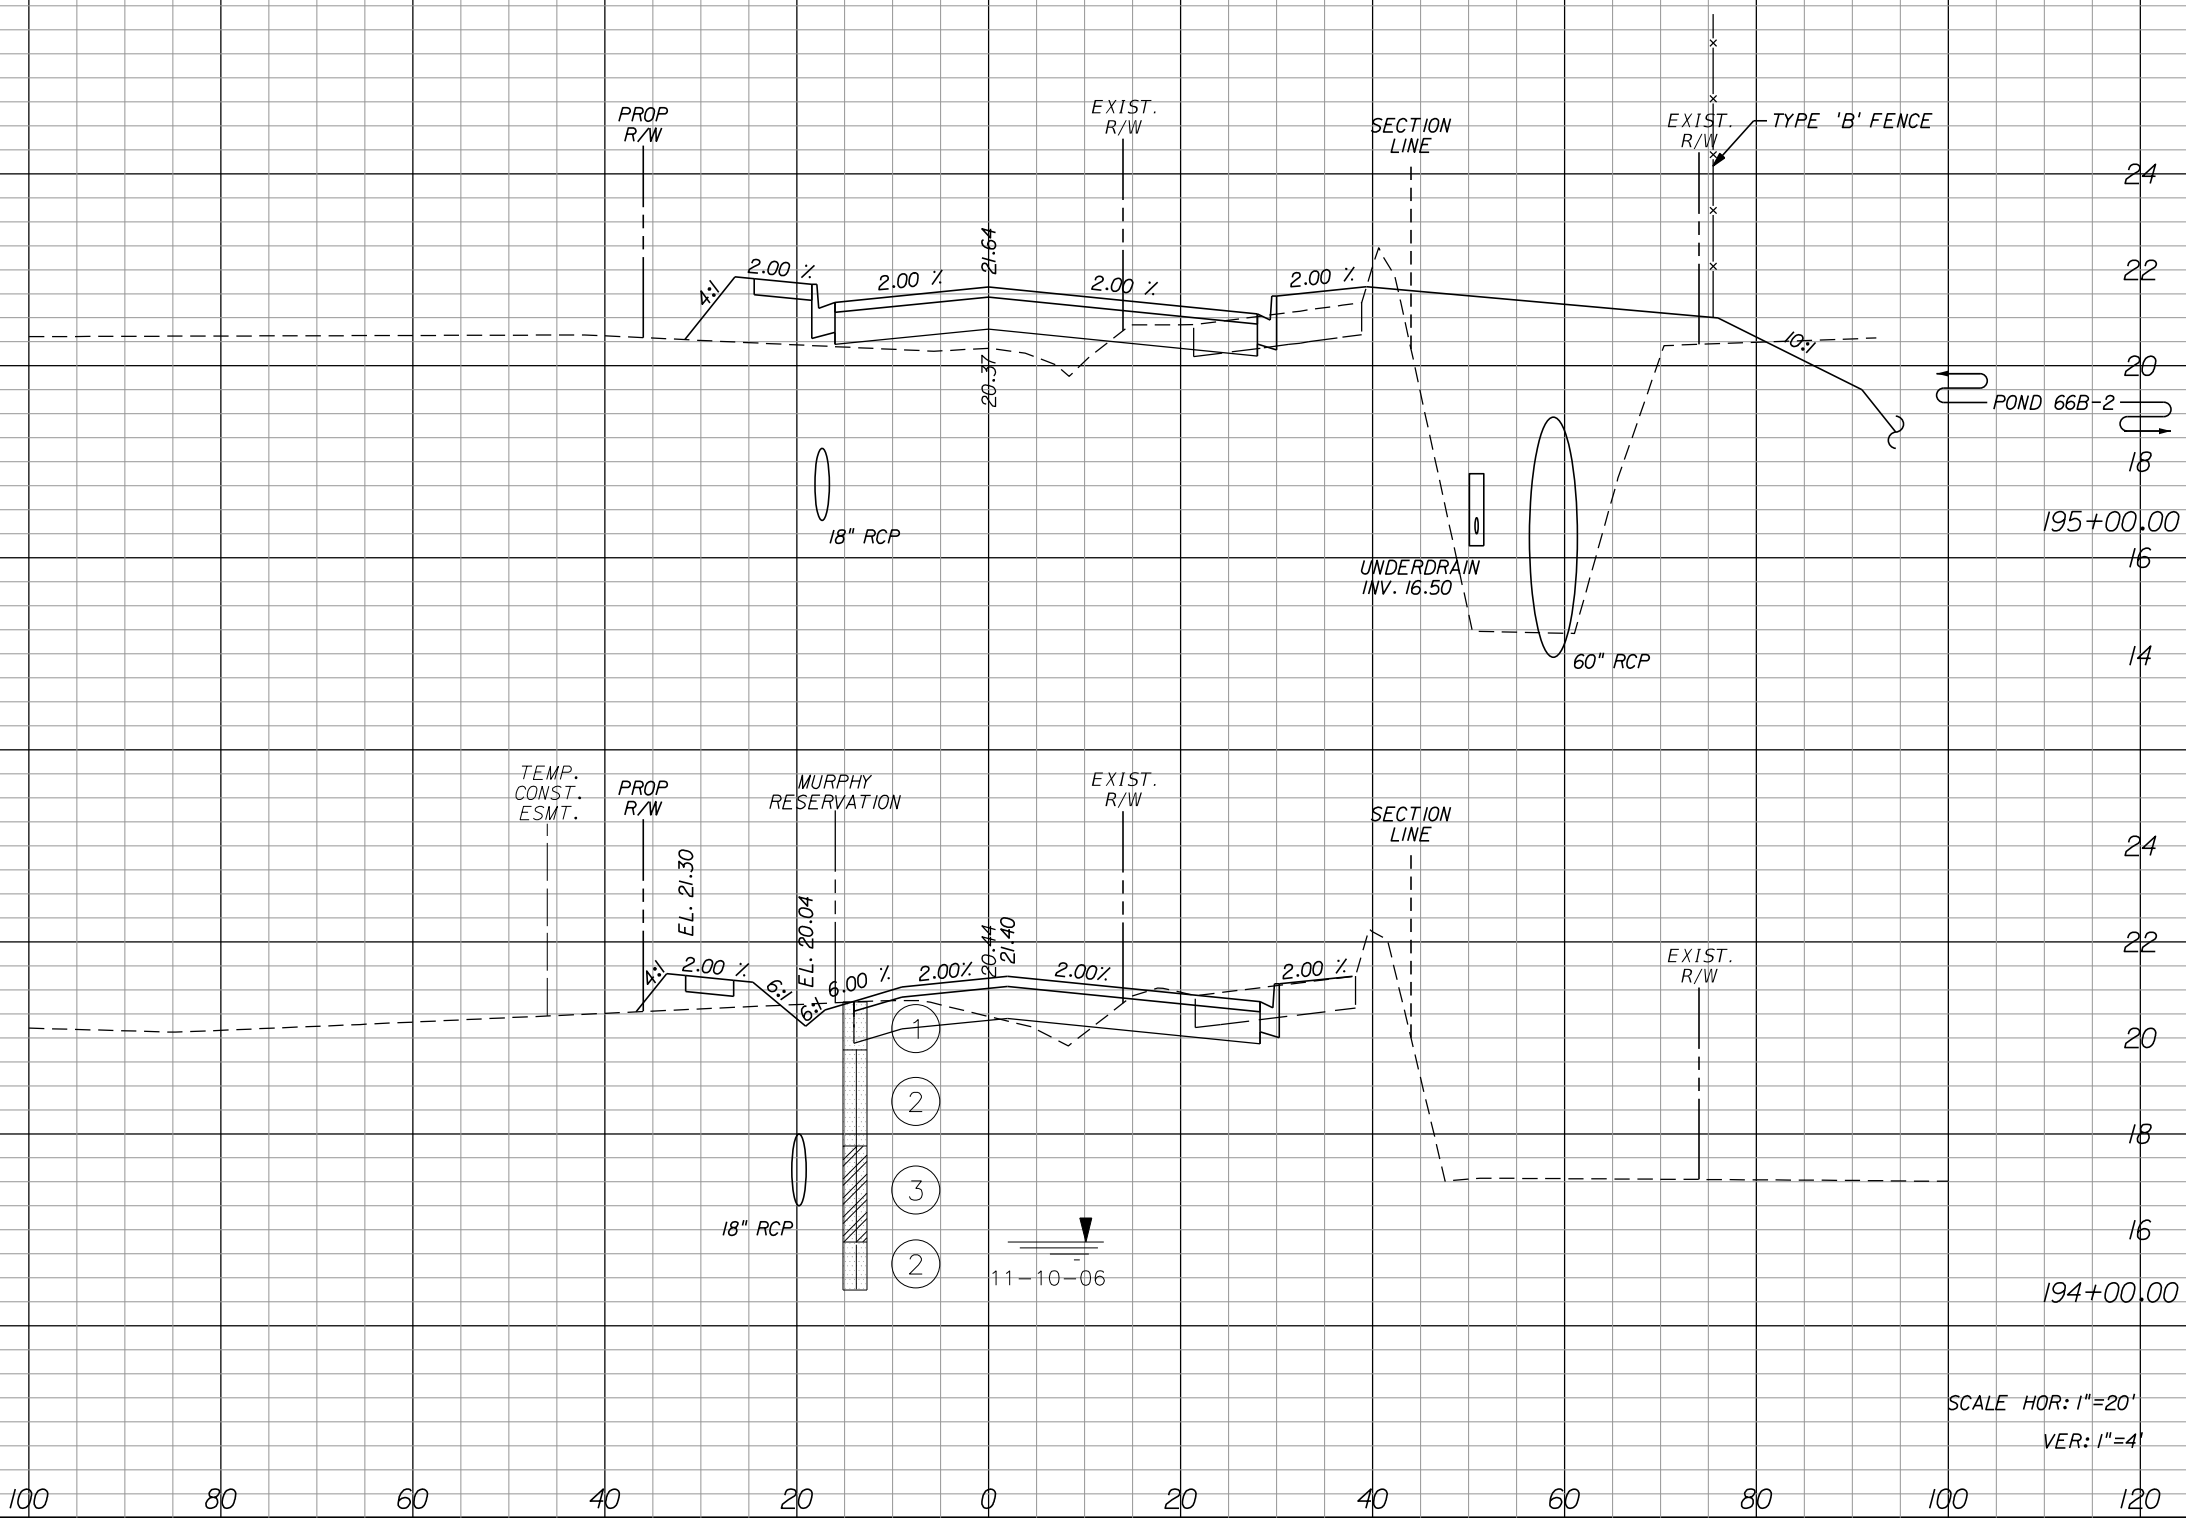 PROP
R/W
EXIST.
R/W
SECTION
LINE
EXIST.
R/W
TYPE 'B' FENCE
24
22
20
18
16
14
2.00 %
4:1
2.00 %
21.64
2.00 %
2.00 %
10:1
20.37
POND 66B-2
18" RCP
195+00.00
UNDERDRAIN
INV. 16.50
60" RCP
TEMP.
CONST.
ESMT.
PROP
R/W
MURPHY
RESERVATION
EXIST.
R/W
SECTION
LINE
EXIST.
R/W
24
22
20
18
16
EL. 21.30
EL. 20.04
20.44
21.40
4:1
2.00 %
6:1
6:1
6.00 %
2.00%
2.00%
2.00 %
1
2
3
2
18" RCP
11-10-06
194+00.00
SCALE HOR: 1"=20'
VER: 1"=4'
100 80 60 40 20 0 20 40 60 80 100 120